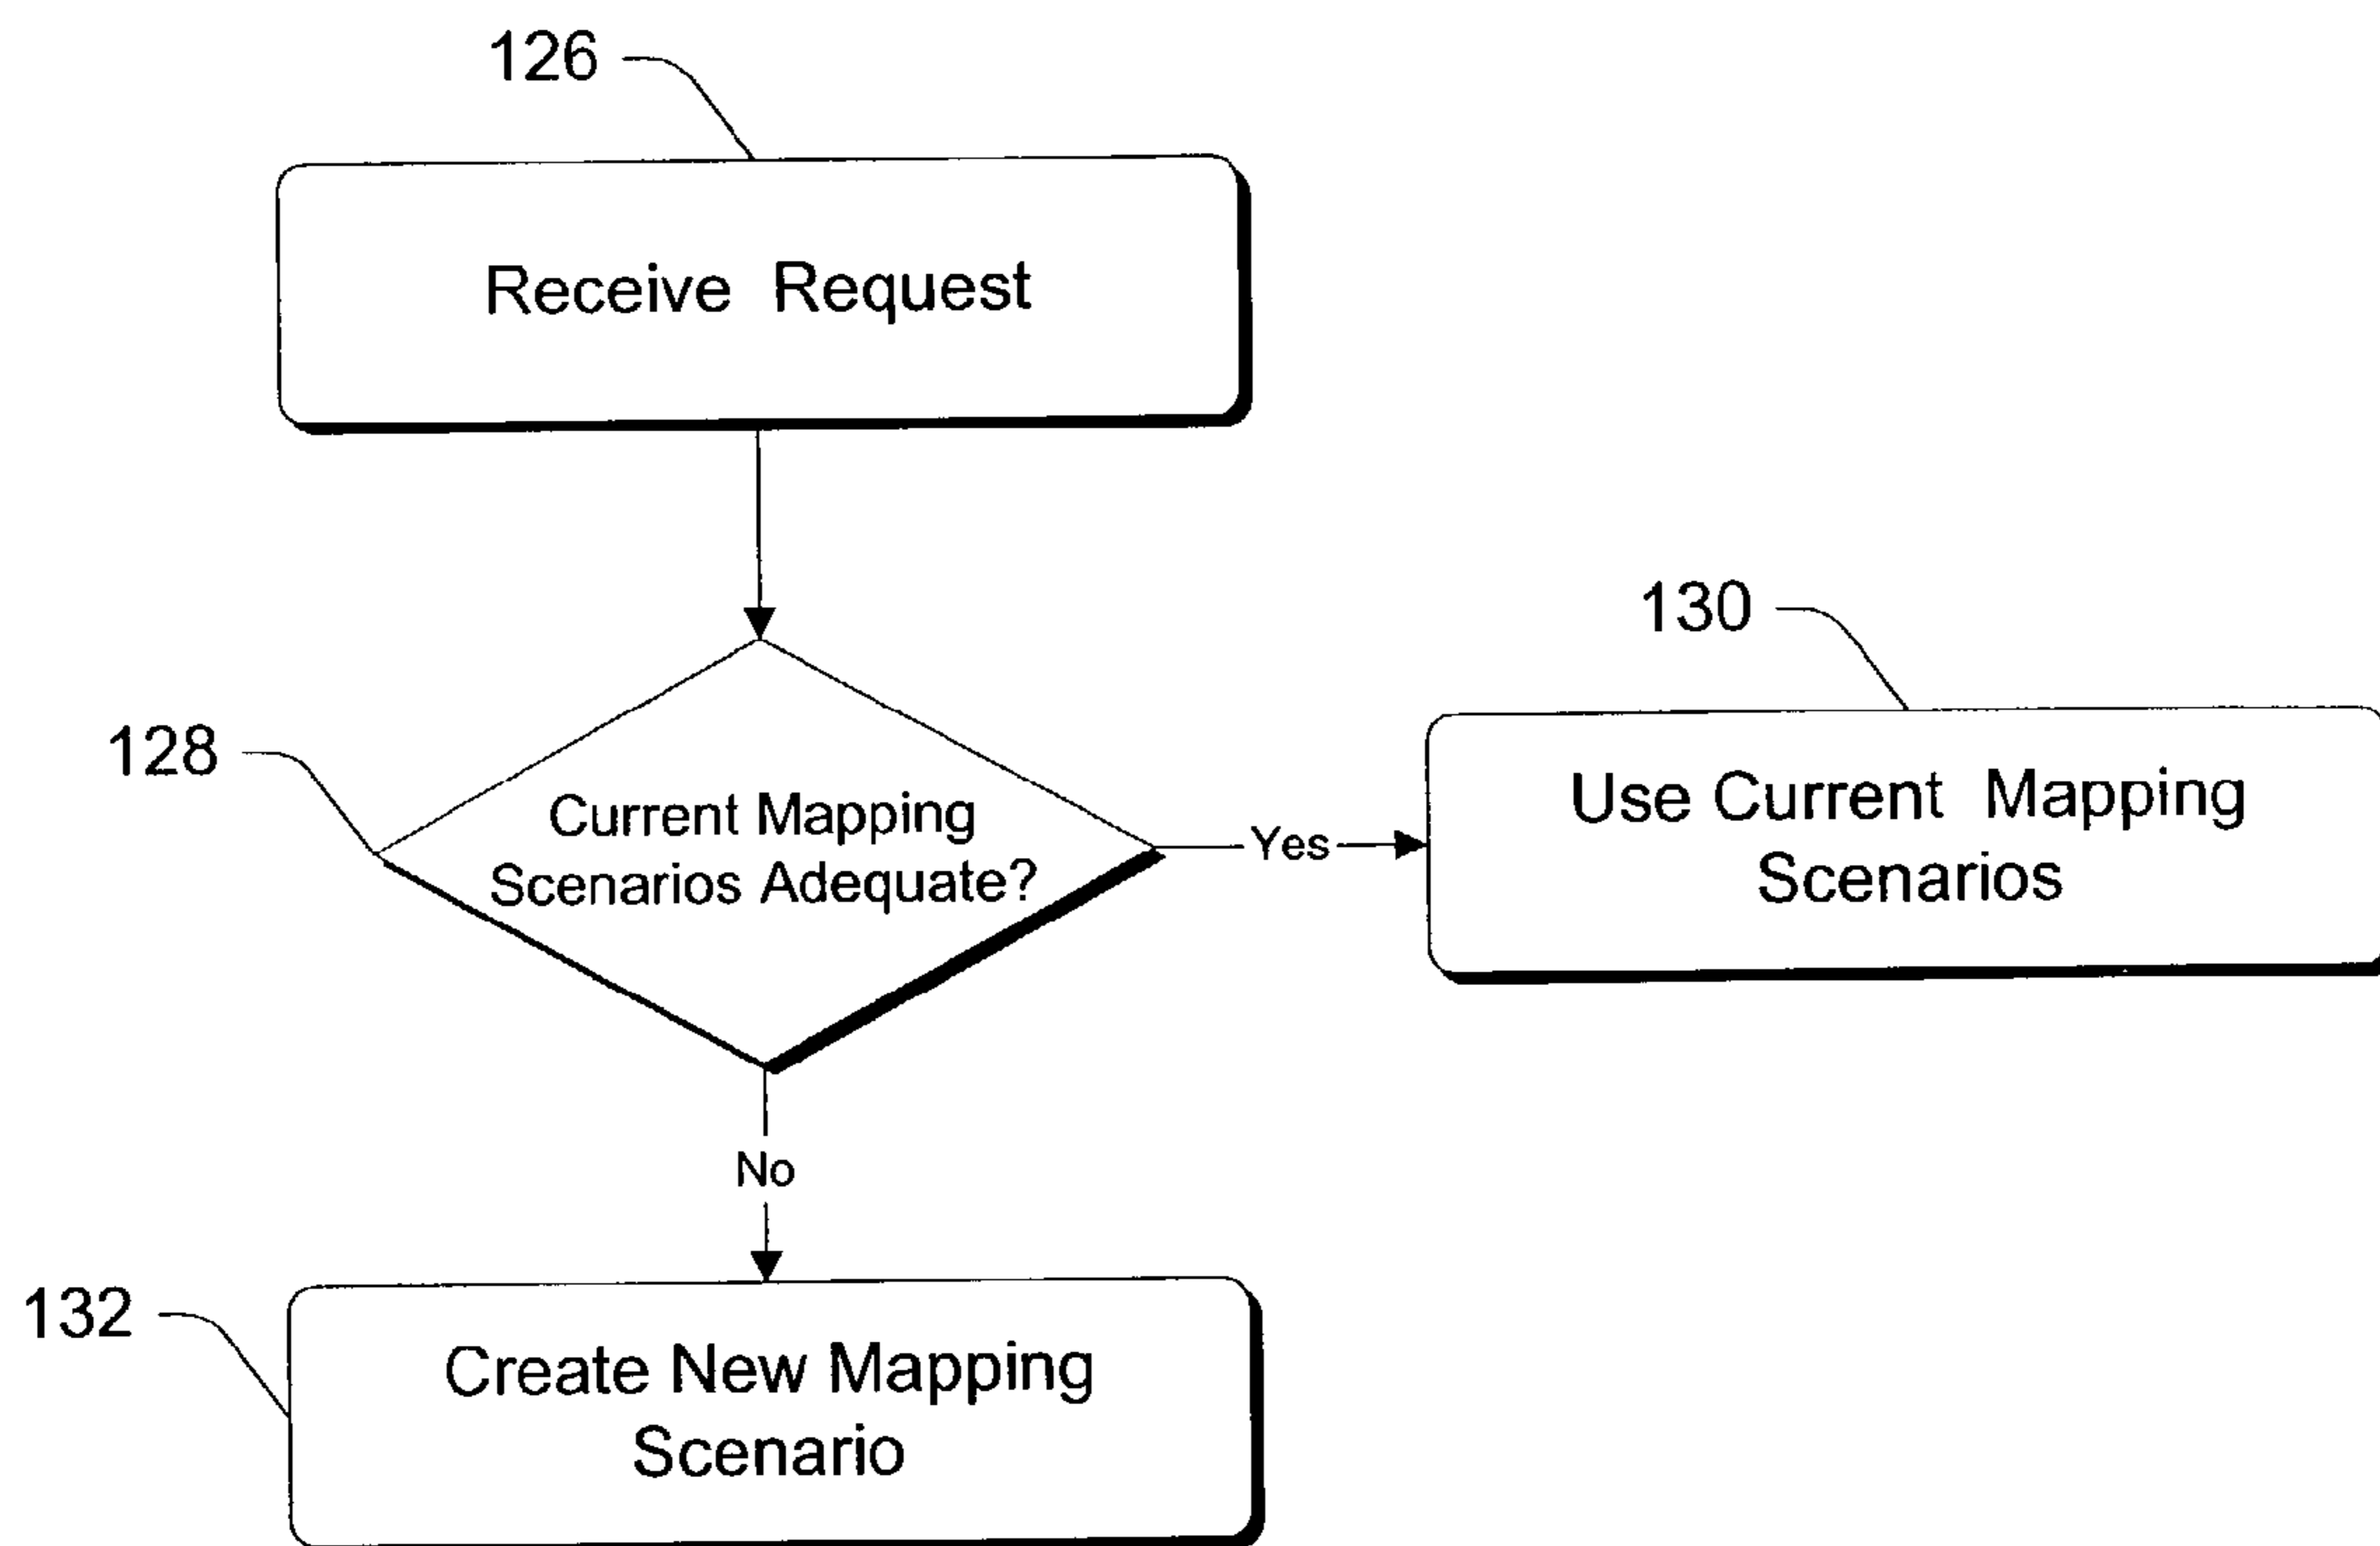 126
Receive Request
128
Current Mapping
Scenarios Adequate?
Yes
130
Use Current Mapping
Scenarios
No
132
Create New Mapping
Scenario